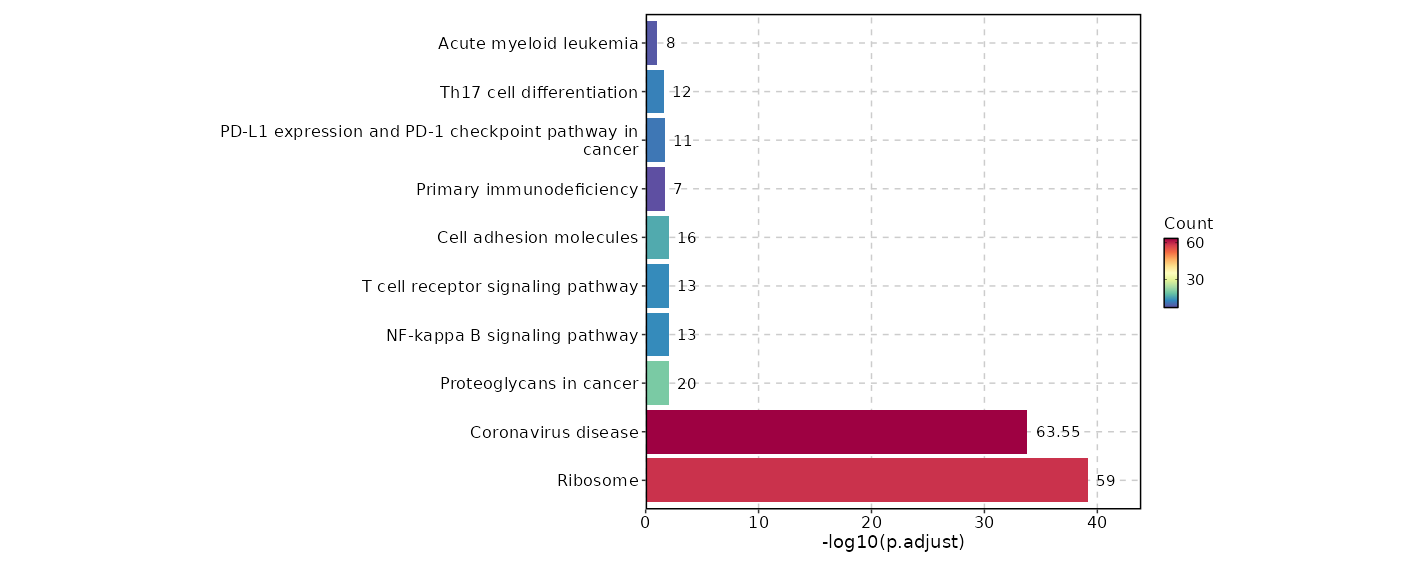 Acute myeloid leukemia
8
Th17 cell differentiation
12
PD-L1 expression and PD-1 checkpoint pathway in
cancer
11
Primary immunodeficiency
7
Cell adhesion molecules
16
T cell receptor signaling pathway
13
NF-kappa B signaling pathway
13
Proteoglycans in cancer
20
Coronavirus disease
63.55
Ribosome
59
0 10 20 30 40
-log10(p.adjust)
Count
60
30